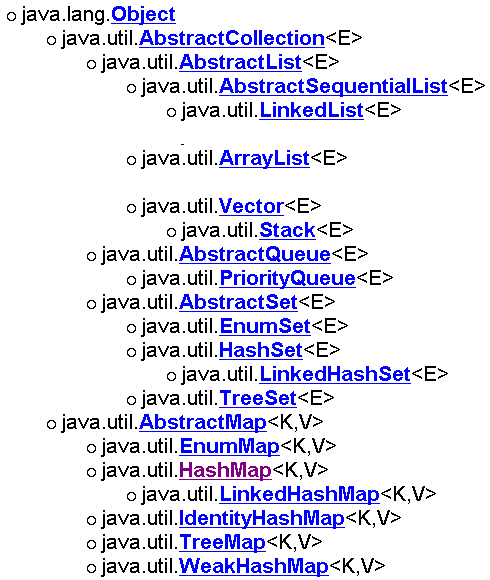 java.lang.Object
java.util.AbstractCollection<E>
java.util.AbstractList<E>
java.util.AbstractSequentialList<E>
java.util.LinkedList<E>
java.util.ArrayList<E>
java.util.Vector<E>
java.util.Stack<E>
java.util.AbstractQueue<E>
java.util.PriorityQueue<E>
java.util.AbstractSet<E>
java.util.EnumSet<E>
java.util.HashSet<E>
java.util.LinkedHashSet<E>
java.util.TreeSet<E>
java.util.AbstractMap<K,V>
java.util.EnumMap<K,V>
java.util.HashMap<K,V>
java.util.LinkedHashMap<K,V>
java.util.IdentityHashMap<K,V>
java.util.TreeMap<K,V>
java.util.WeakHashMap<K,V>